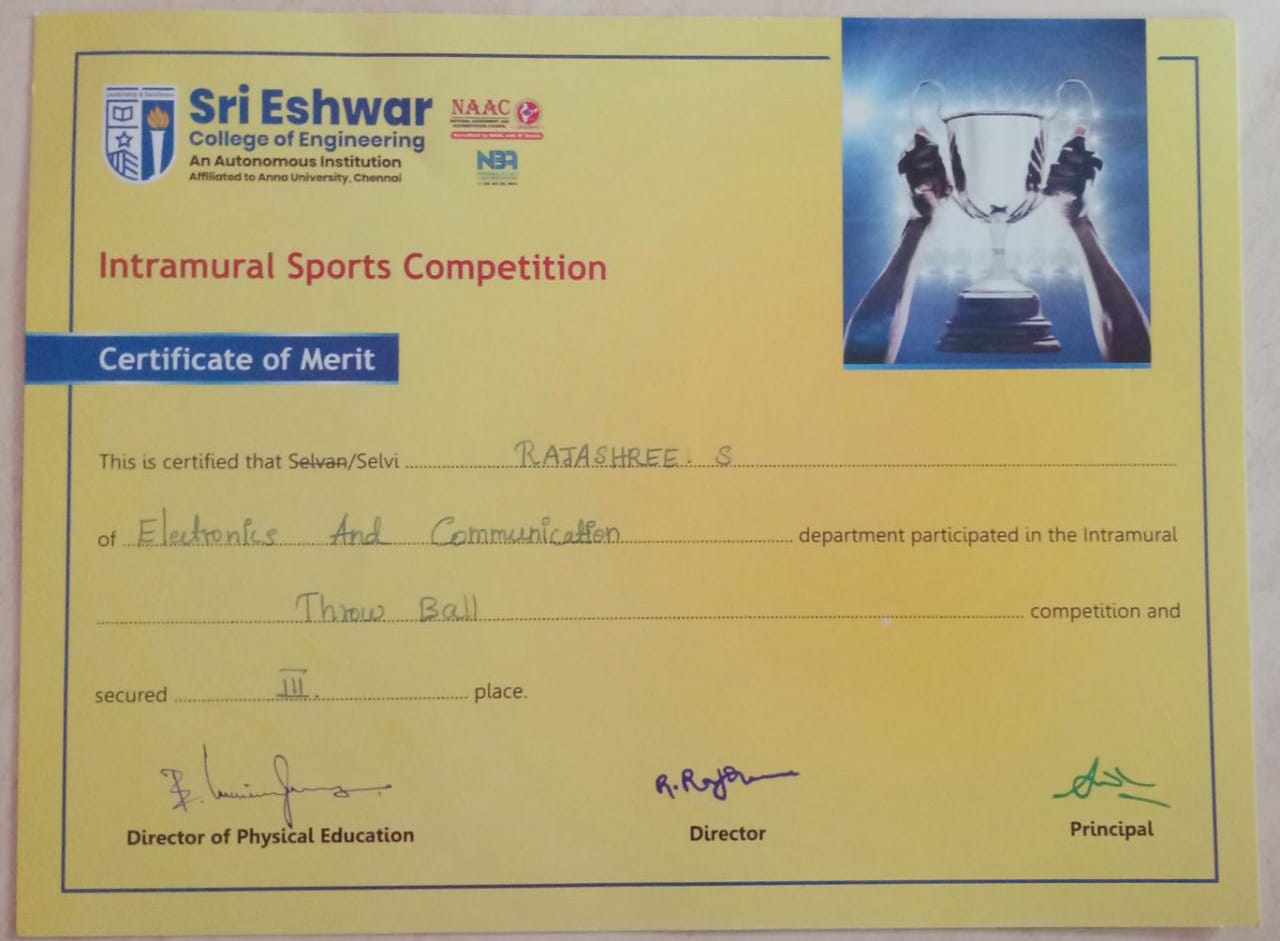 Sri Eshwar
College of Engineering
An Autonomous Institution
Affiliated to Anna University, Chennai
NAAC
NBA
Intramural Sports Competition
Certificate of Merit
This is certified that Selvan/Selvi RAJASHREE. S
of Electronics And Communication department participated in the Intramural
Throw Ball competition and
secured III. place.
Director of Physical Education
Director
Principal